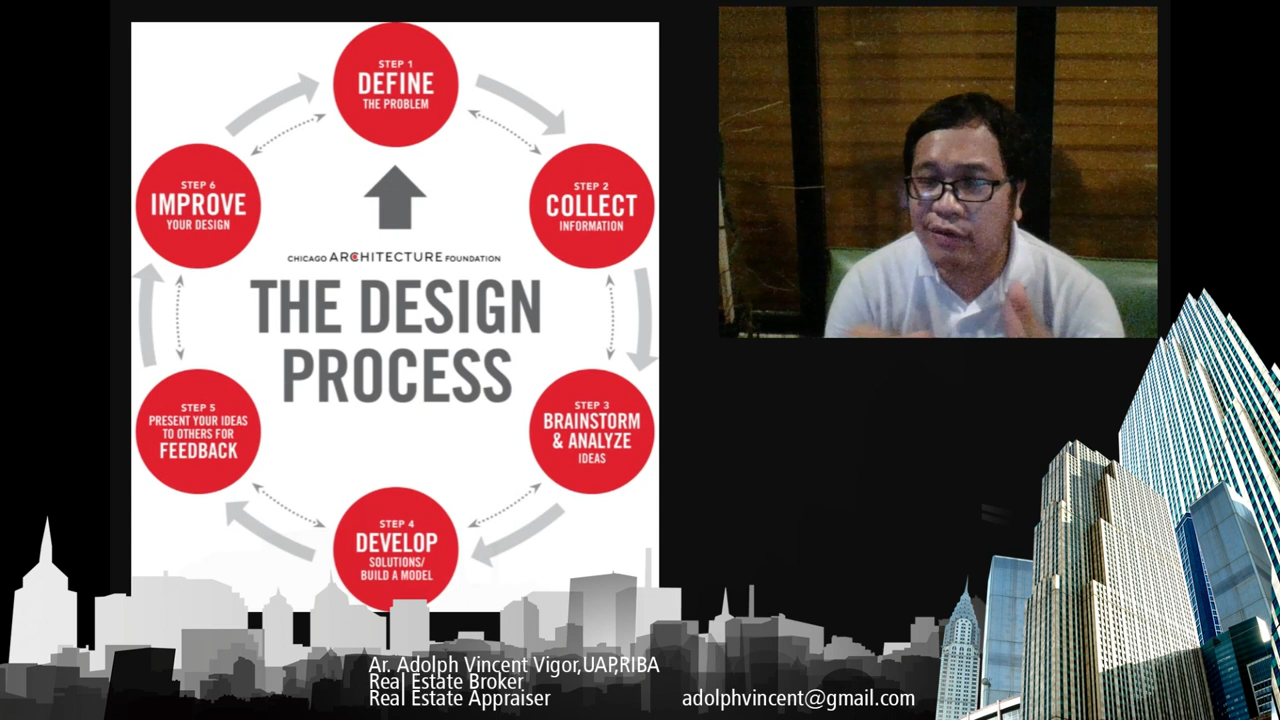 STEP 1
DEFINE
THE PROBLEM
STEP 2
COLLECT
INFORMATION
STEP 3
BRAINSTORM
& ANALYZE
IDEAS
STEP 4
DEVELOP
SOLUTIONS/
BUILD A MODEL
STEP 5
PRESENT YOUR IDEAS
TO OTHERS FOR
FEEDBACK
STEP 6
IMPROVE
YOUR DESIGN
CHICAGO ARCHITECTURE FOUNDATION
THE DESIGN
PROCESS
Ar. Adolph Vincent Vigor,UAP,RIBA
Real Estate Broker
Real Estate Appraiser
adolphvincent@gmail.com